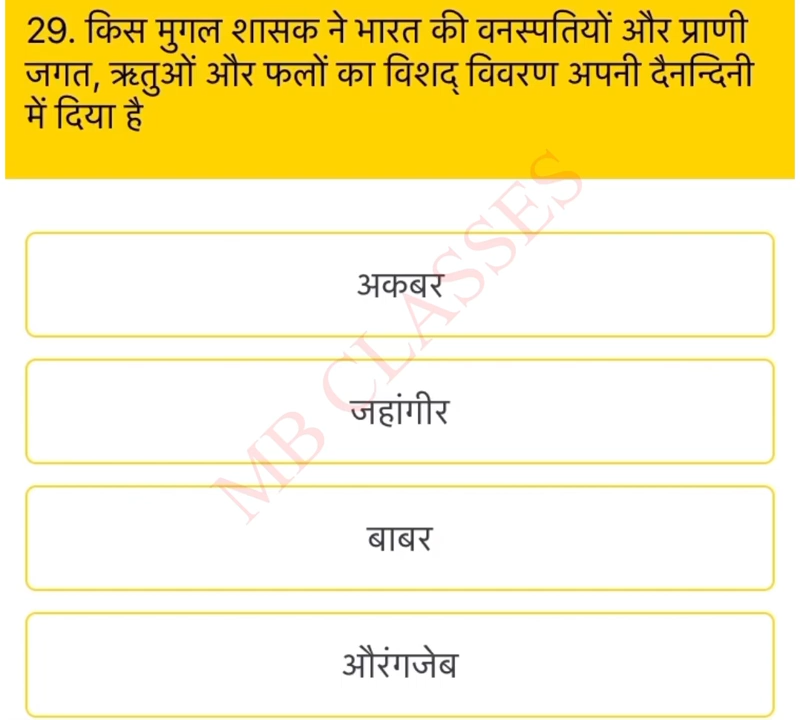 29. किस मुगल शासक ने भारत की वनस्पतियों और प्राणी
जगत, ऋतुओं और फलों का विशद् विवरण अपनी दैनन्दिनी
में दिया है
अकबर
जहांगीर
बाबर
औरंगजेब
MB CLASSES